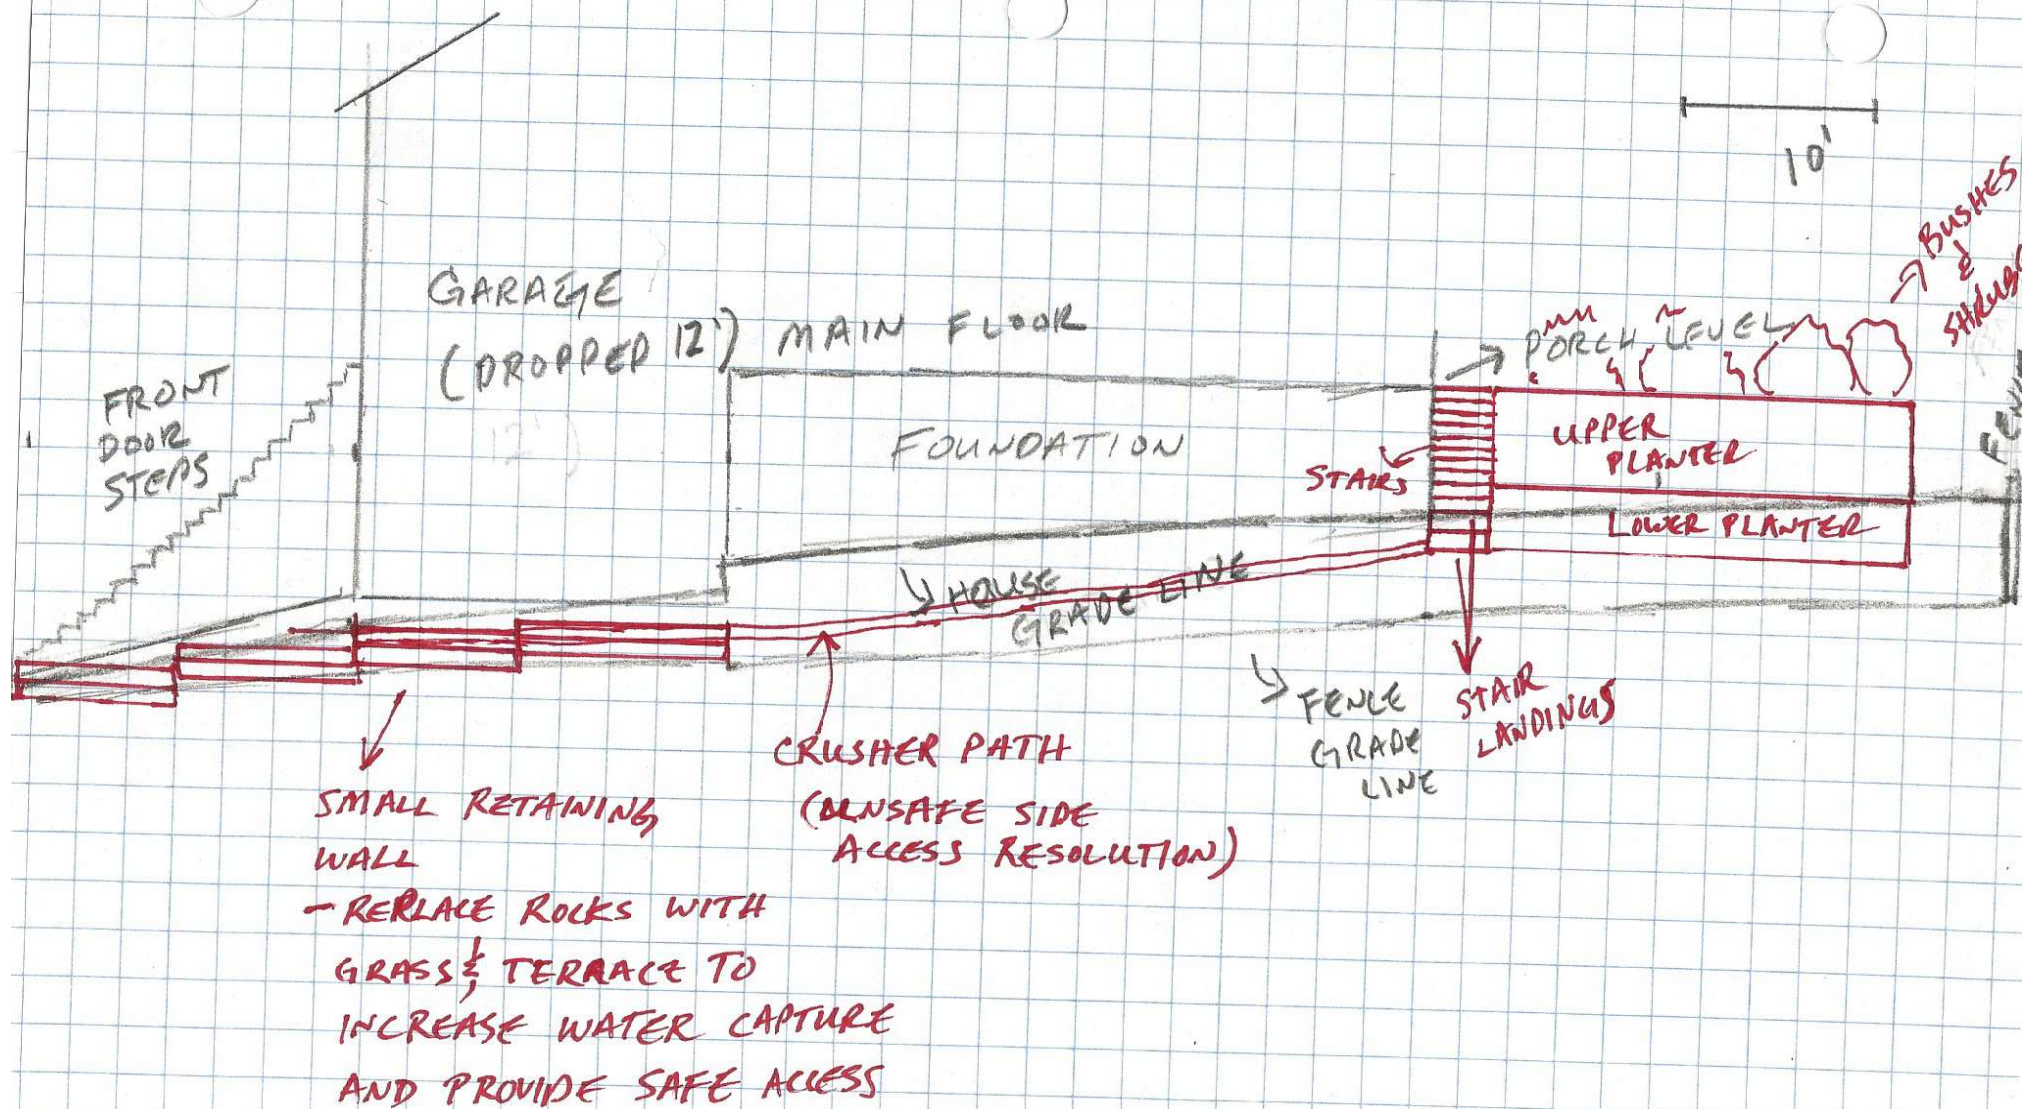 10'
BUSHES
&
GARAGE
(DROPPED 12')
MAIN FLOOR
PORCH LEVEL
FRONT
DOOR
STEPS
FOUNDATION
STAIRS
UPPER
PLANTER
LOWER PLANTER
HOUSE
GRADE LINE
FENCE
GRADE
LINE
STAIR
LANDINGS
CRUSHER PATH
(UNSAFE SIDE
ACCESS RESOLUTION)
SMALL RETAINING
WALL
- REPLACE ROCKS WITH
GRASS & TERRACE TO
INCREASE WATER CAPTURE
AND PROVIDE SAFE ACCESS